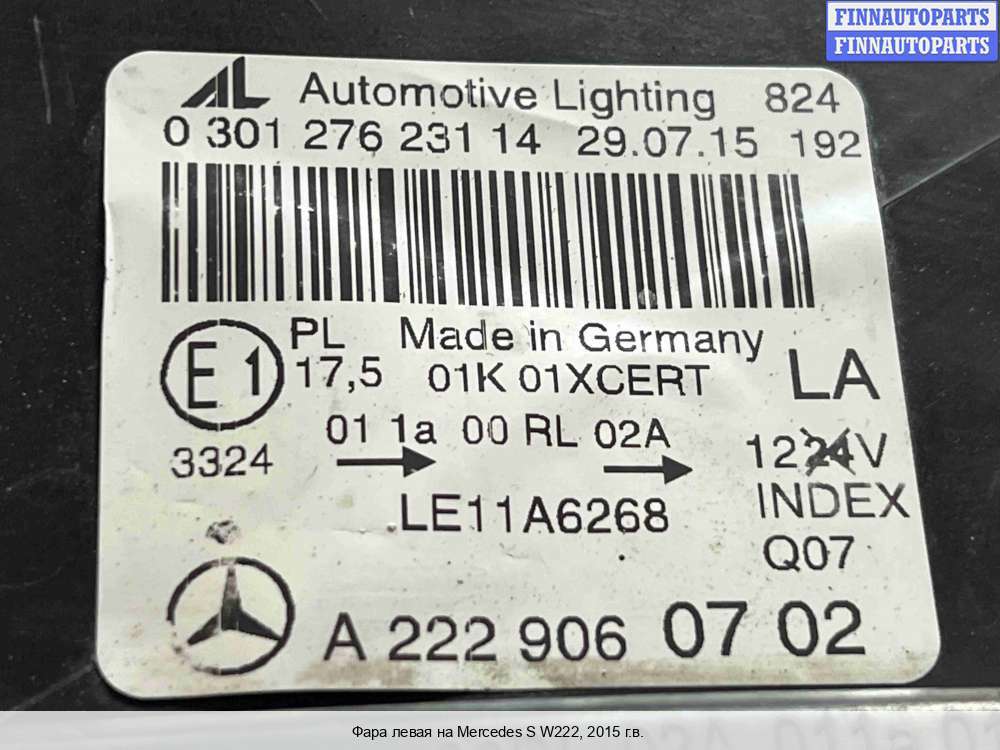 FINNAUTOPARTS
FINNAUTOPARTS
AL Automotive Lighting 824
0 301 276 231 14 29.07.15 192
PL Made in Germany
E1 17,5 01K 01XCERT LA
01 1a 00 RL 02A
3324 1224V
LE11A6268 INDEX
Q07
A 222 906 07 02
Фара левая на Mercedes S W222, 2015 г.в.